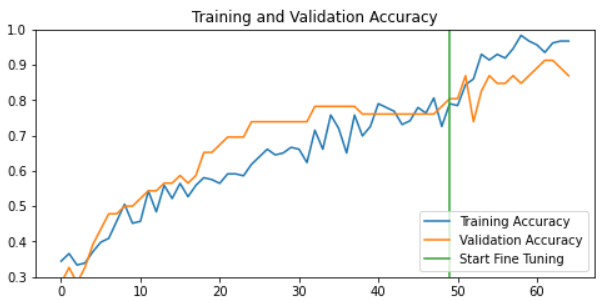 Training and Validation Accuracy
1.0
0.9
0.8
0.7
0.6
0.5
0.4
0.3
0 10 20 30 40 50 60
Training Accuracy
Validation Accuracy
Start Fine Tuning